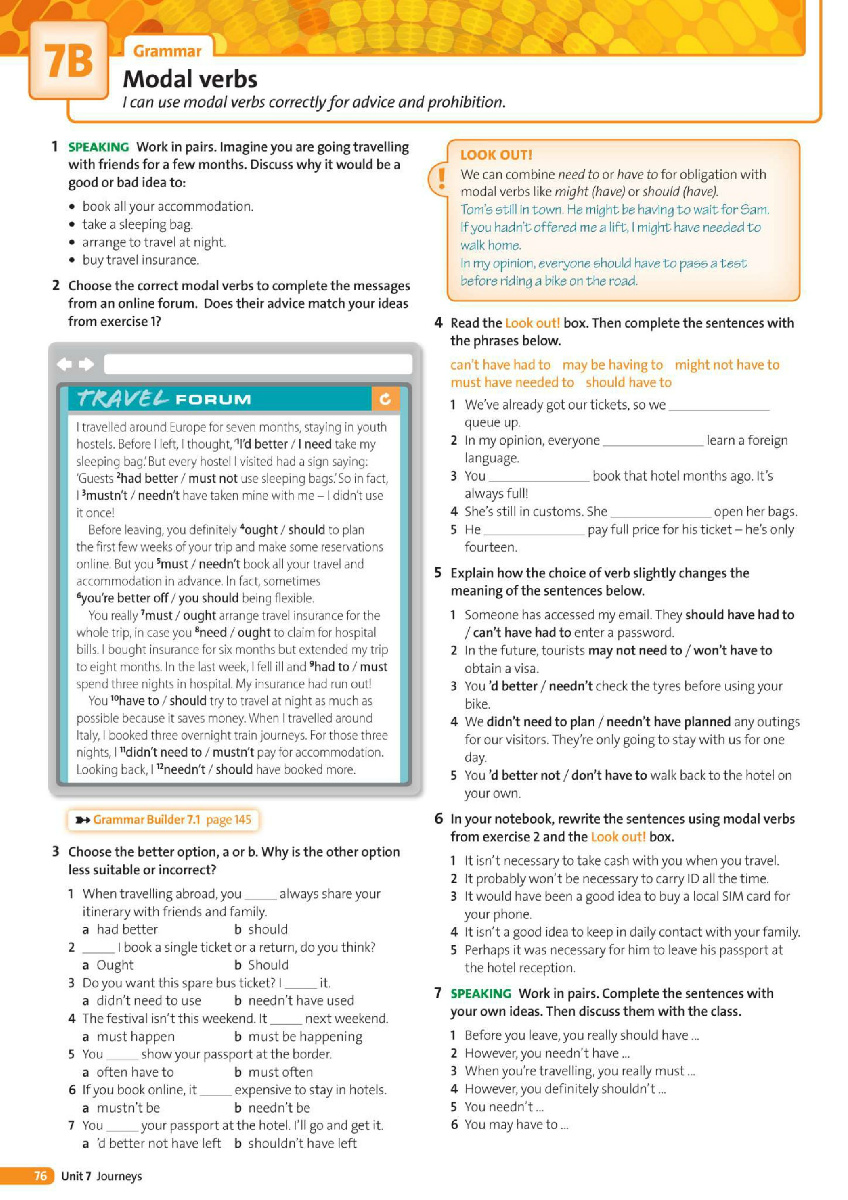 7B
Grammar
Modal verbs
I can use modal verbs correctly for advice and prohibition.
1 SPEAKING Work in pairs. Imagine you are going travelling
with friends for a few months. Discuss why it would be a
good or bad idea to:
• book all your accommodation.
• take a sleeping bag.
• arrange to travel at night.
• buy travel insurance.
2 Choose the correct modal verbs to complete the messages
from an online forum. Does their advice match your ideas
from exercise 1?
TRAVEL FORUM
I travelled around Europe for seven months, staying in youth
hostels. Before I left, I thought, '1I'd better / I need take my
sleeping bag.' But every hostel I visited had a sign saying:
'Guests 2had better / must not use sleeping bags.' So in fact,
I 3mustn't / needn't have taken mine with me – I didn't use
it once!
Before leaving, you definitely 4ought / should to plan
the first few weeks of your trip and make some reservations
online. But you 5must / needn't book all your travel and
accommodation in advance. In fact, sometimes
6you're better off / you should being flexible.
You really 7must / ought arrange travel insurance for the
whole trip, in case you 8need / ought to claim for hospital
bills. I bought insurance for six months but extended my trip
to eight months. In the last week, I fell ill and 9had to / must
spend three nights in hospital. My insurance had run out!
You 10have to / should try to travel at night as much as
possible because it saves money. When I travelled around
Italy, I booked three overnight train journeys. For those three
nights, I 11didn't need to / mustn't pay for accommodation.
Looking back, I 12needn't / should have booked more.
Grammar Builder 7.1 page 145
3 Choose the better option, a or b. Why is the other option
less suitable or incorrect?
1 When travelling abroad, you _____ always share your
itinerary with friends and family.
a had better b should
2 _____ I book a single ticket or a return, do you think?
a Ought b Should
3 Do you want this spare bus ticket? I _____ it.
a didn't need to use b needn't have used
4 The festival isn't this weekend. It _____ next weekend.
a must happen b must be happening
5 You _____ show your passport at the border.
a often have to b must often
6 If you book online, it _____ expensive to stay in hotels.
a mustn't be b needn't be
7 You _____ your passport at the hotel. I'll go and get it.
a 'd better not have left b shouldn't have left
LOOK OUT!
!
We can combine need to or have to for obligation with
modal verbs like might (have) or should (have).
Tom's still in town. He might be having to wait for Sam.
If you hadn't offered me a lift, I might have needed to
walk home.
In my opinion, everyone should have to pass a test
before riding a bike on the road.
4 Read the Look out! box. Then complete the sentences with
the phrases below.
can't have had to may be having to might not have to
must have needed to should have to
1 We've already got our tickets, so we ______________
queue up.
2 In my opinion, everyone ______________ learn a foreign
language.
3 You ______________ book that hotel months ago. It's
always full!
4 She's still in customs. She ______________ open her bags.
5 He ______________ pay full price for his ticket – he's only
fourteen.
5 Explain how the choice of verb slightly changes the
meaning of the sentences below.
1 Someone has accessed my email. They should have had to
/ can't have had to enter a password.
2 In the future, tourists may not need to / won't have to
obtain a visa.
3 You 'd better / needn't check the tyres before using your
bike.
4 We didn't need to plan / needn't have planned any outings
for our visitors. They're only going to stay with us for one
day.
5 You 'd better not / don't have to walk back to the hotel on
your own.
6 In your notebook, rewrite the sentences using modal verbs
from exercise 2 and the Look out! box.
1 It isn't necessary to take cash with you when you travel.
2 It probably won't be necessary to carry ID all the time.
3 It would have been a good idea to buy a local SIM card for
your phone.
4 It isn't a good idea to keep in daily contact with your family.
5 Perhaps it was necessary for him to leave his passport at
the hotel reception.
7 SPEAKING Work in pairs. Complete the sentences with
your own ideas. Then discuss them with the class.
1 Before you leave, you really should have ...
2 However, you needn't have ...
3 When you're travelling, you really must ...
4 However, you definitely shouldn't ...
5 You needn't ...
6 You may have to ...
76 Unit 7 Journeys